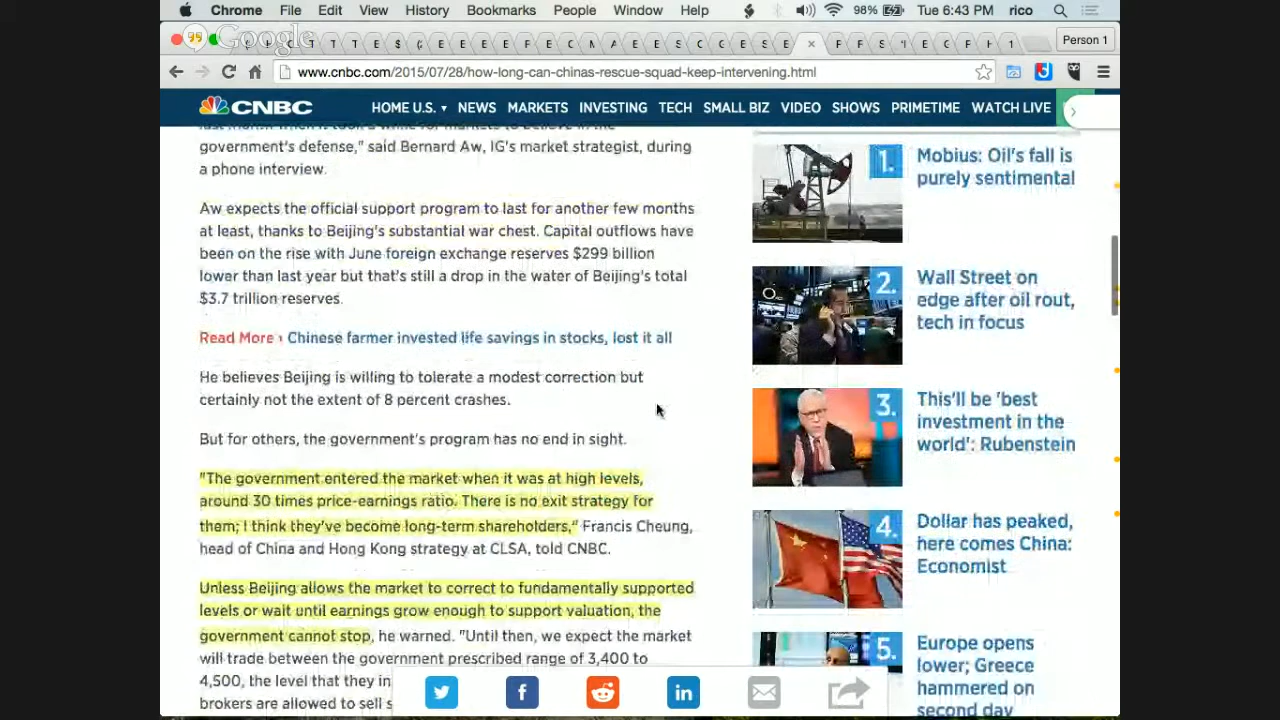 Chrome File Edit View History Bookmarks People Window Help 98% Tue 6:43 PM rico
Google
Person 1
www.cnbc.com/2015/07/28/how-long-can-chinas-rescue-squad-keep-intervening.html
CNBC HOME U.S. NEWS MARKETS INVESTING TECH SMALL BIZ VIDEO SHOWS PRIMETIME WATCH LIVE
last month when it took a while for markets to believe in the
government's defense," said Bernard Aw, IG's market strategist, during
a phone interview.
Aw expects the official support program to last for another few months
at least, thanks to Beijing's substantial war chest. Capital outflows have
been on the rise with June foreign exchange reserves $299 billion
lower than last year but that's still a drop in the water of Beijing's total
$3.7 trillion reserves.
Read More › Chinese farmer invested life savings in stocks, lost it all
He believes Beijing is willing to tolerate a modest correction but
certainly not the extent of 8 percent crashes.
But for others, the government's program has no end in sight.
"The government entered the market when it was at high levels,
around 30 times price-earnings ratio. There is no exit strategy for
them; I think they've become long-term shareholders," Francis Cheung,
head of China and Hong Kong strategy at CLSA, told CNBC.
Unless Beijing allows the market to correct to fundamentally supported
levels or wait until earnings grow enough to support valuation, the
government cannot stop, he warned. "Until then, we expect the market
will trade between the government prescribed range of 3,400 to
4,500, the level that they in
brokers are allowed to sell s
1.
Mobius: Oil's fall is
purely sentimental
2.
Wall Street on
edge after oil rout,
tech in focus
3.
This'll be 'best
investment in the
world': Rubenstein
4.
Dollar has peaked,
here comes China:
Economist
5.
Europe opens
lower; Greece
hammered on
second day